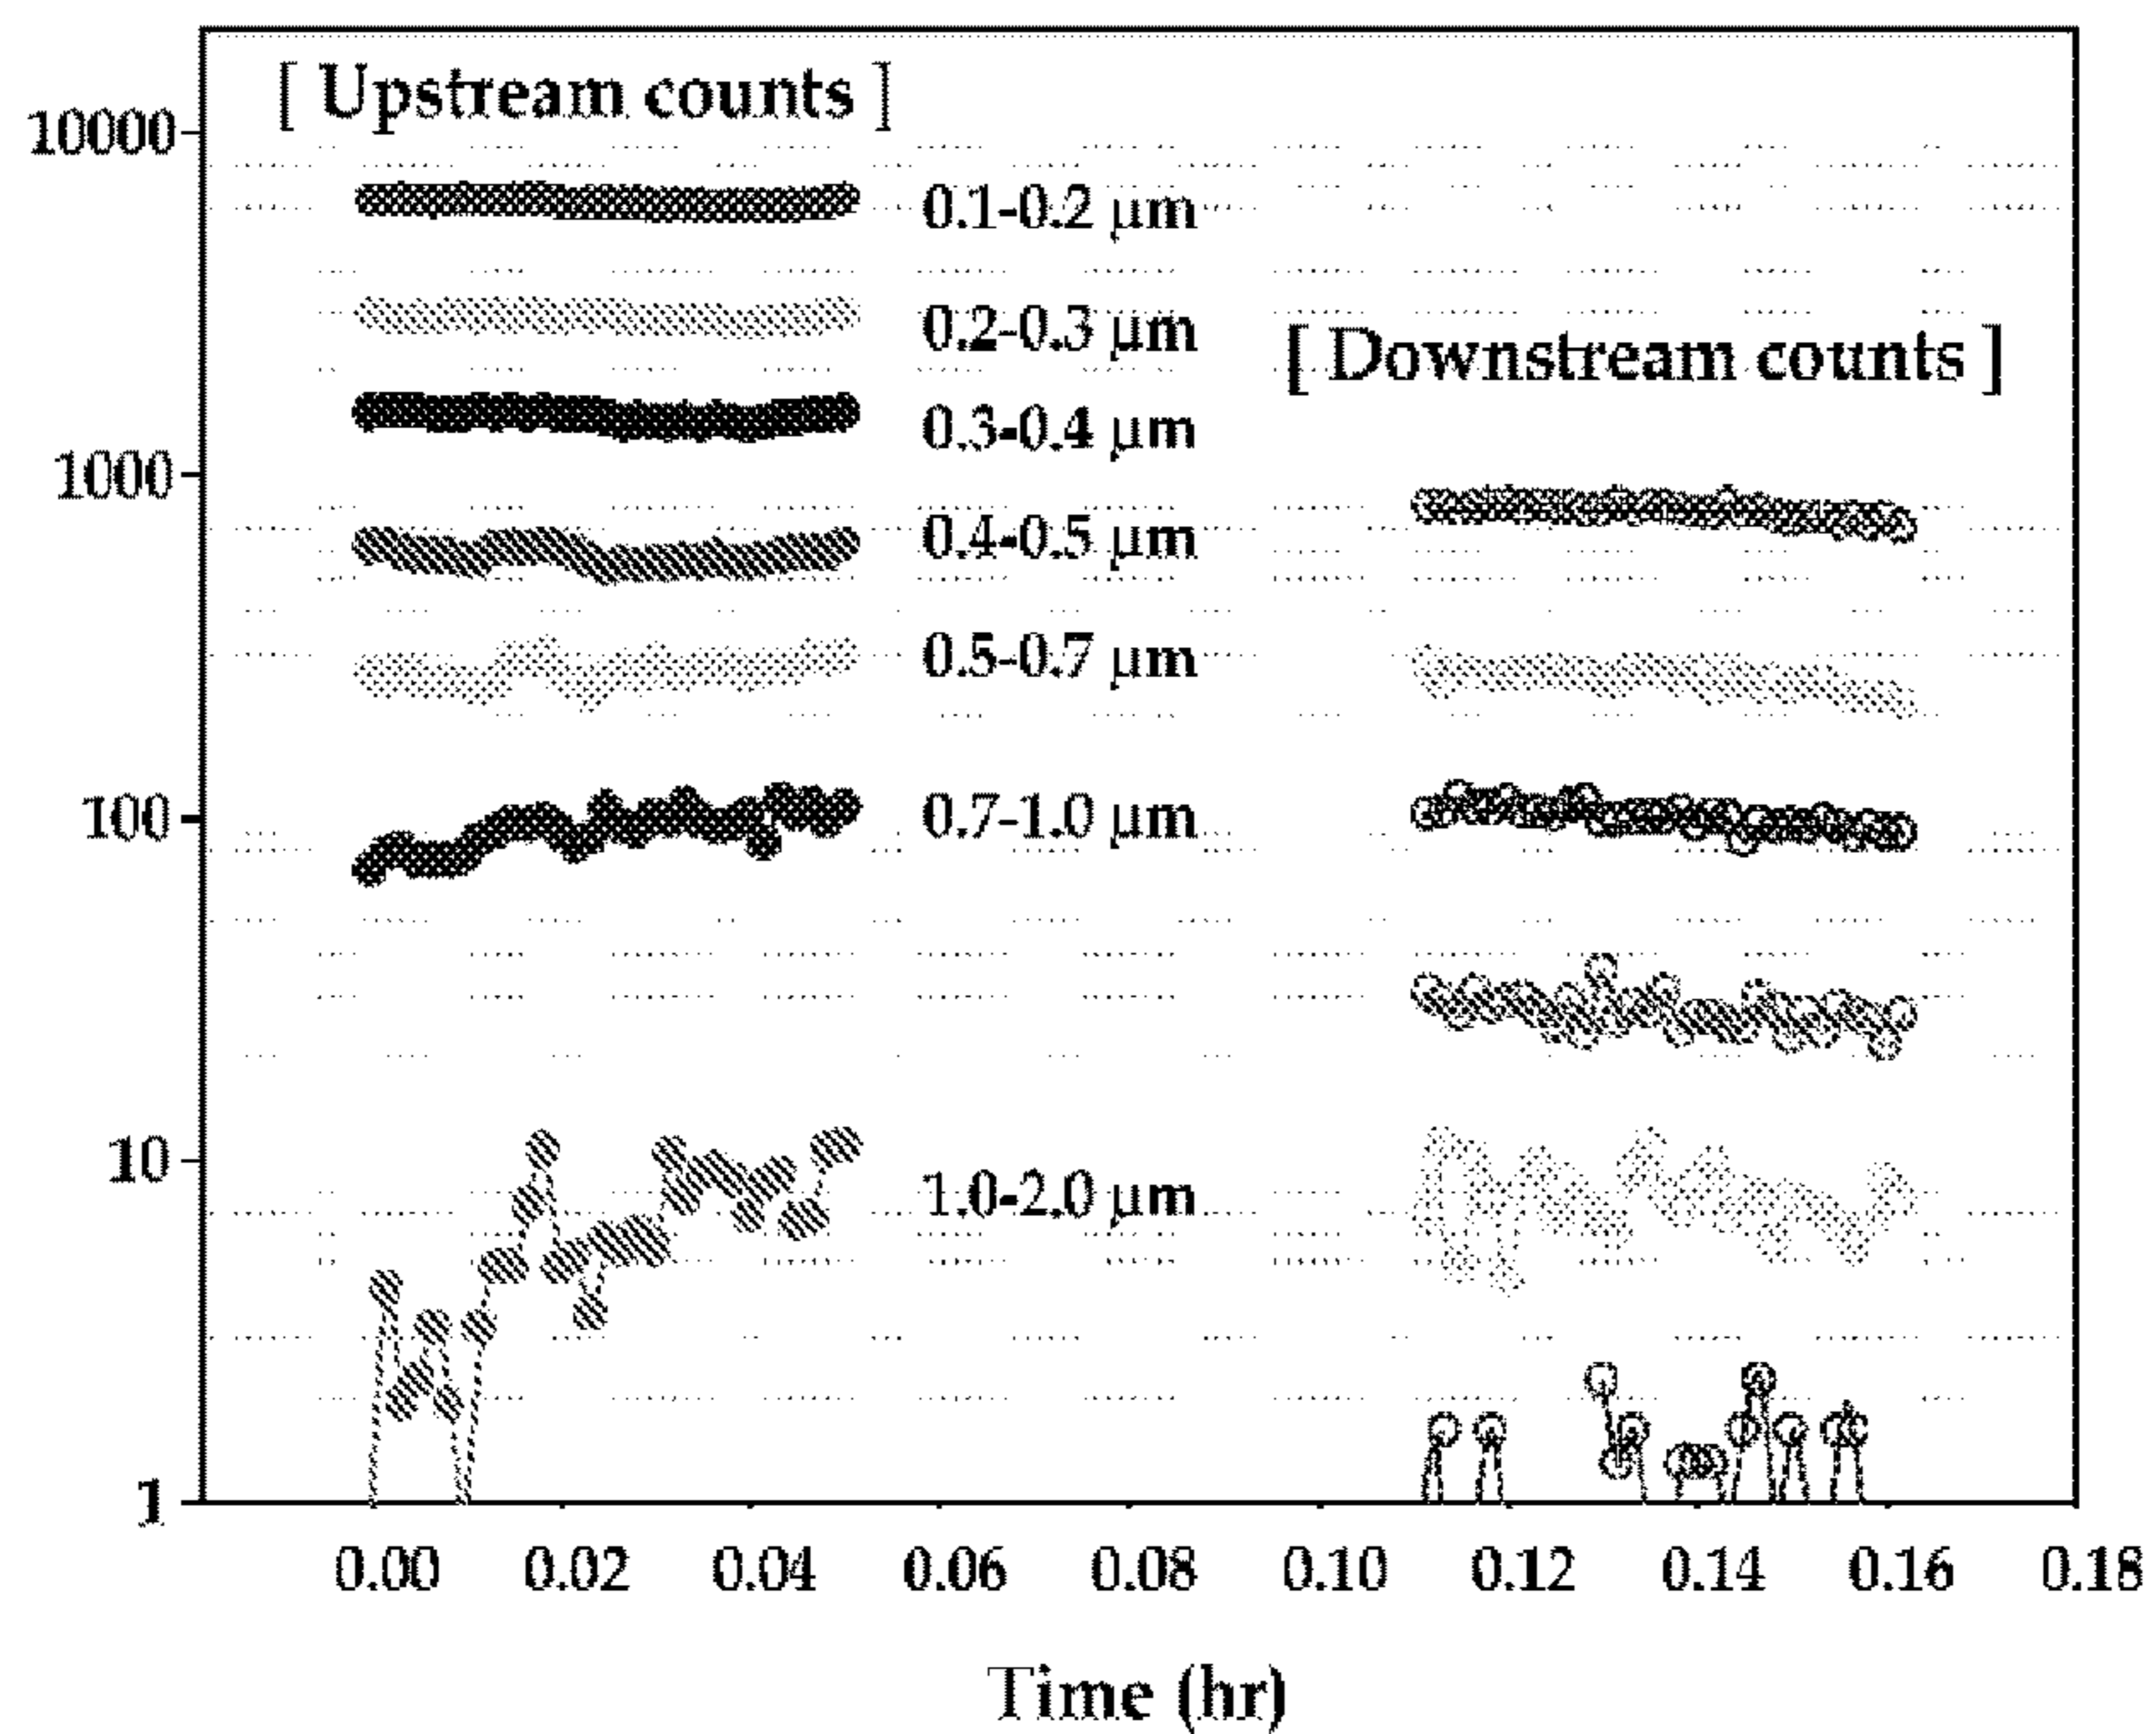 [ Upstream counts ]
10000
0.1-0.2 μm
0.2-0.3 μm
[ Downstream counts ]
0.3-0.4 μm
1000
0.4-0.5 μm
0.5-0.7 μm
100
0.7-1.0 μm
10
1.0-2.0 μm
1
0.00 0.02 0.04 0.06 0.08 0.10 0.12 0.14 0.16 0.18
Time (hr)